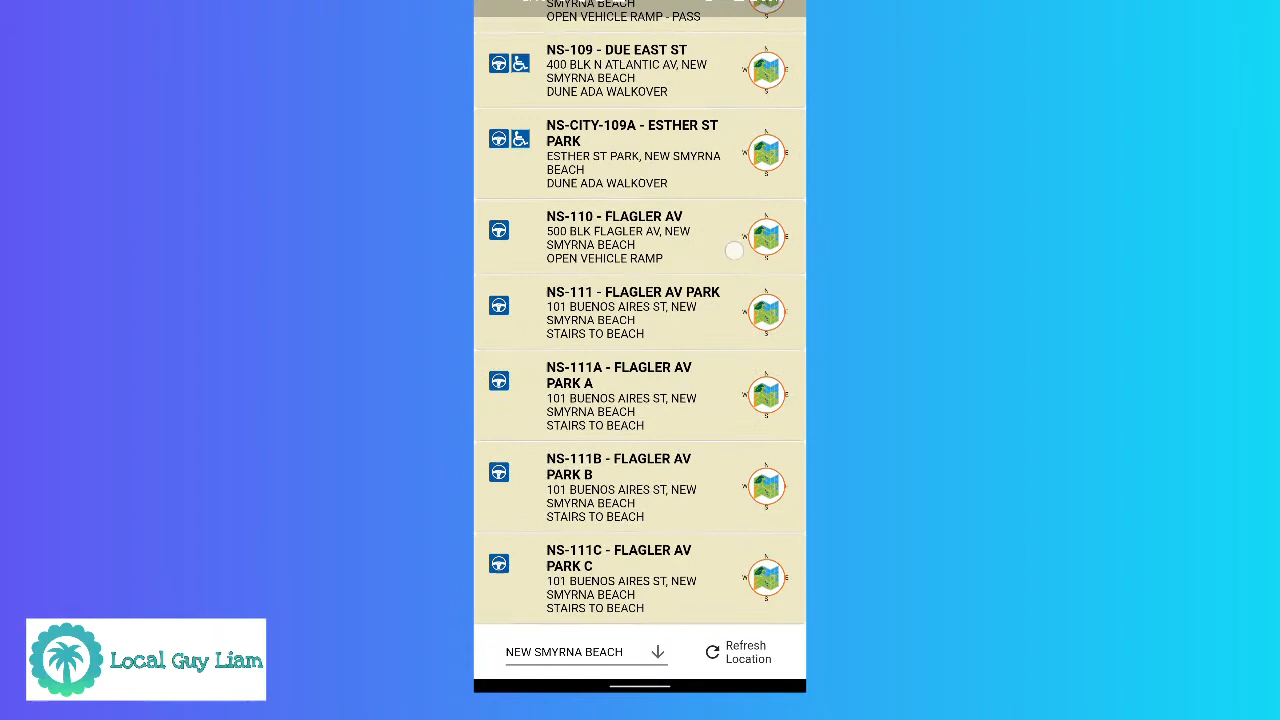 SMYRNA BEACH
OPEN VEHICLE RAMP - PASS
NS-109 - DUE EAST ST
400 BLK N ATLANTIC AV, NEW
SMYRNA BEACH
DUNE ADA WALKOVER
NS-CITY-109A - ESTHER ST
PARK
ESTHER ST PARK, NEW SMYRNA
BEACH
DUNE ADA WALKOVER
NS-110 - FLAGLER AV
500 BLK FLAGLER AV, NEW
SMYRNA BEACH
OPEN VEHICLE RAMP
NS-111 - FLAGLER AV PARK
101 BUENOS AIRES ST, NEW
SMYRNA BEACH
STAIRS TO BEACH
NS-111A - FLAGLER AV
PARK A
101 BUENOS AIRES ST, NEW
SMYRNA BEACH
STAIRS TO BEACH
NS-111B - FLAGLER AV
PARK B
101 BUENOS AIRES ST, NEW
SMYRNA BEACH
STAIRS TO BEACH
NS-111C - FLAGLER AV
PARK C
101 BUENOS AIRES ST, NEW
SMYRNA BEACH
STAIRS TO BEACH
NEW SMYRNA BEACH
Refresh
Location
Local Guy Liam